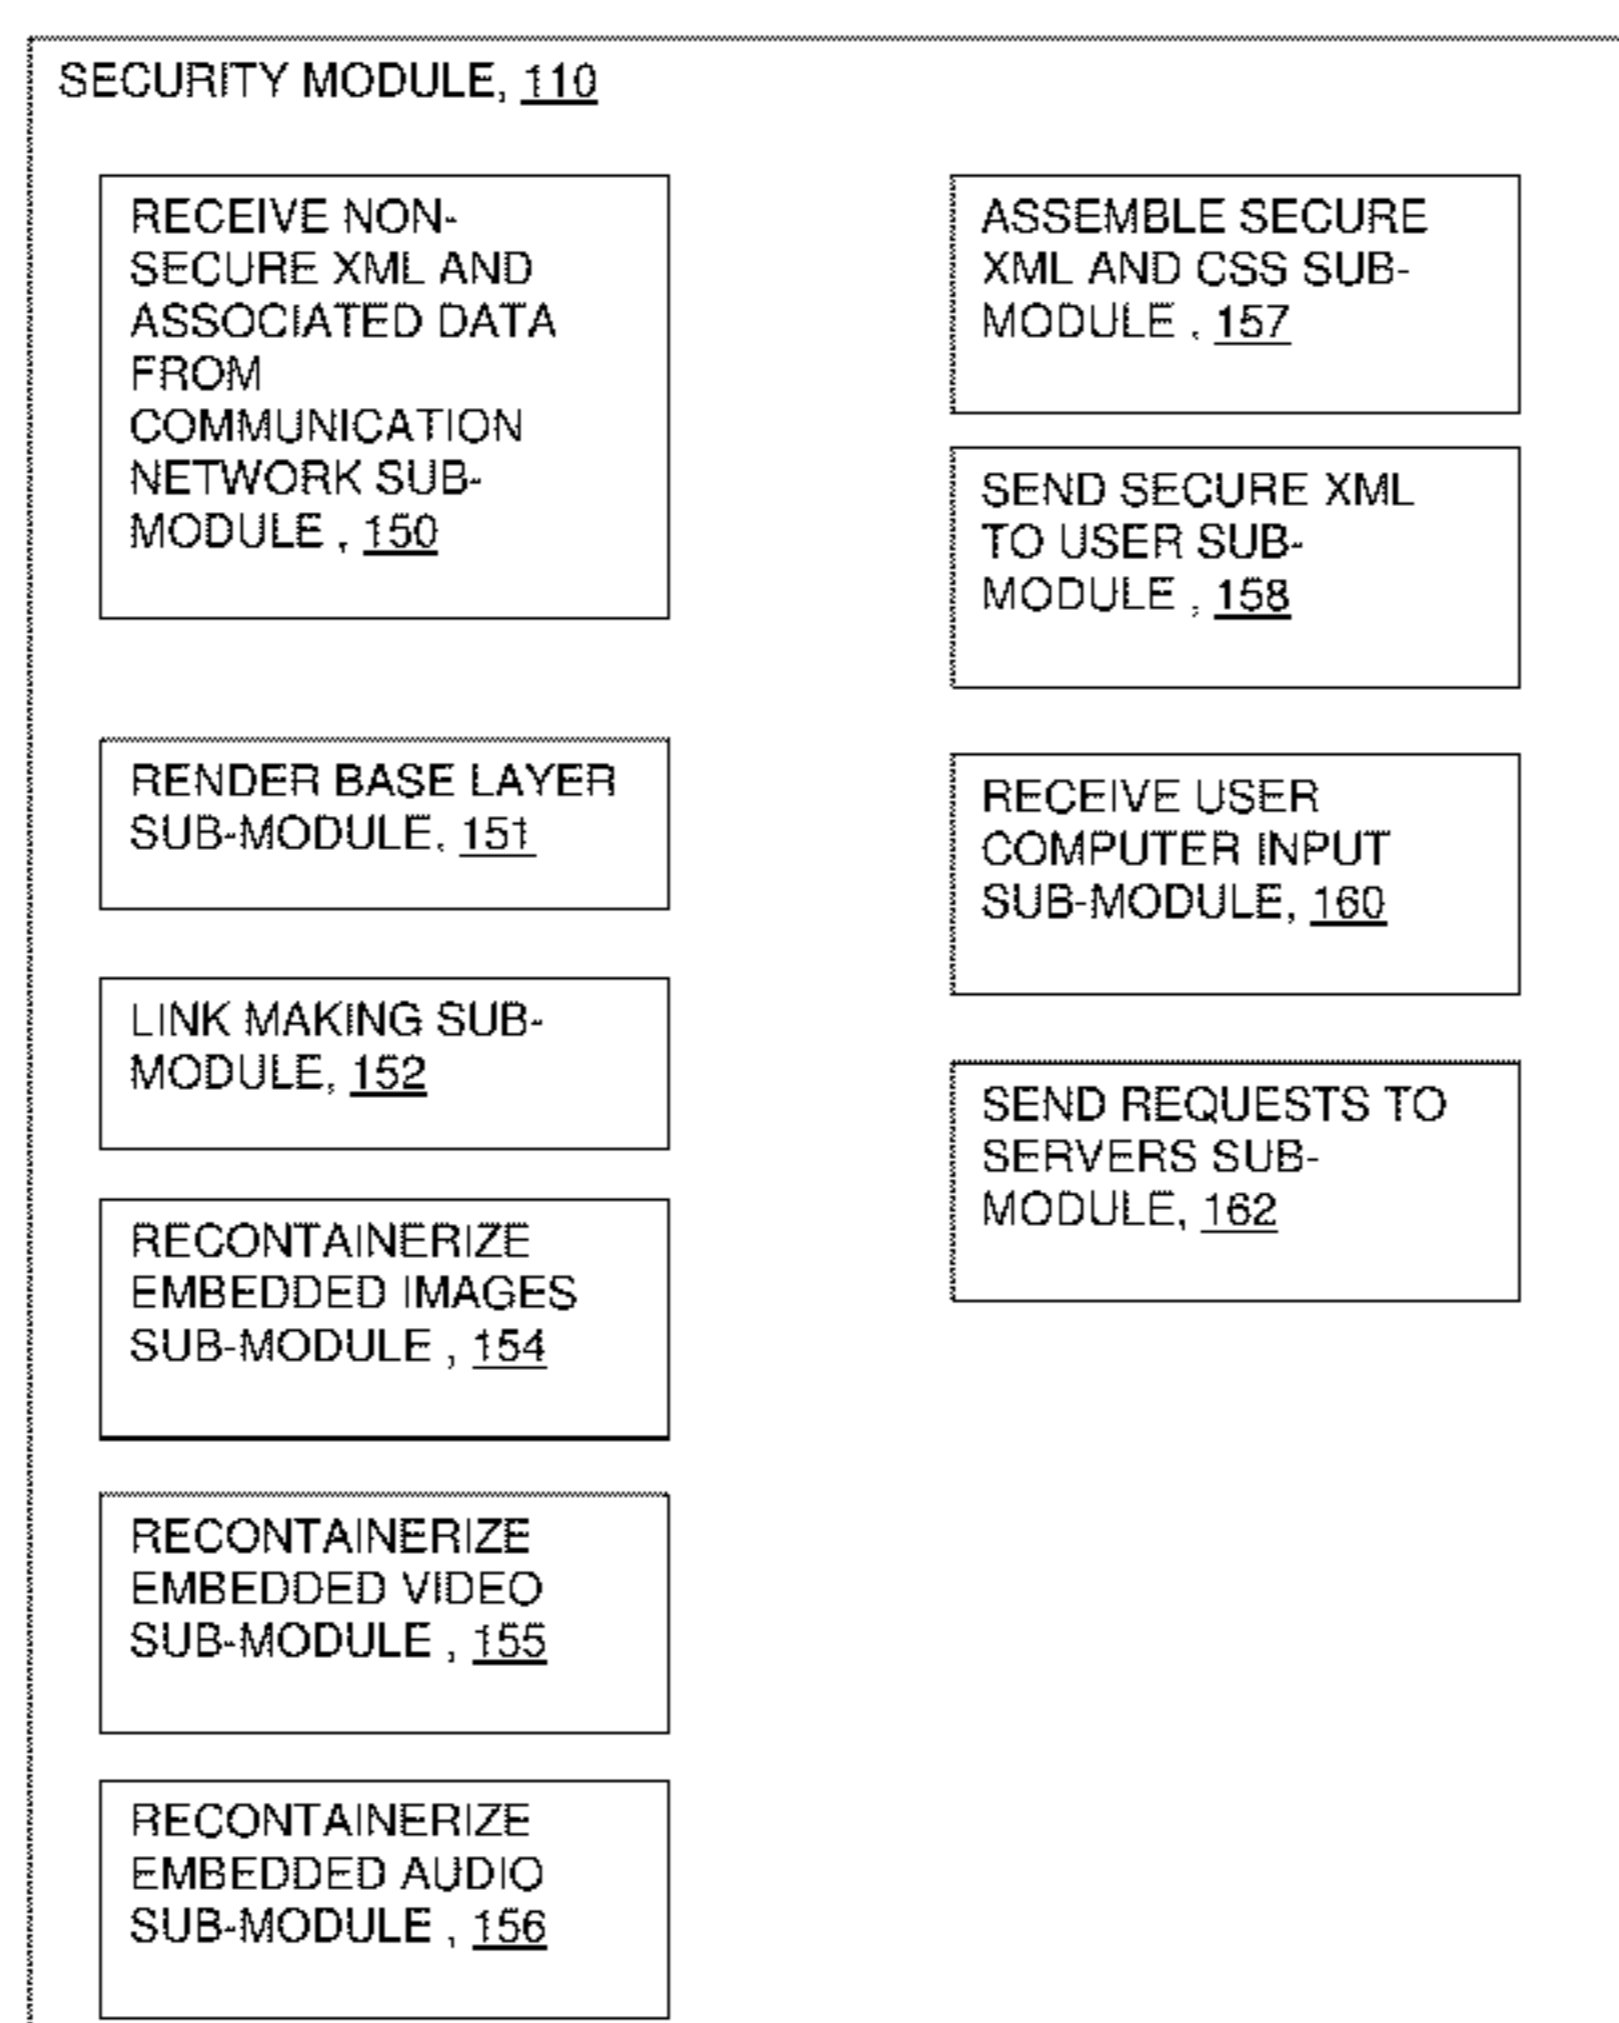 SECURITY MODULE, 110
RECEIVE NON-
SECURE XML AND
ASSOCIATED DATA
FROM
COMMUNICATION
NETWORK SUB-
MODULE , 150
RENDER BASE LAYER
SUB-MODULE, 151
LINK MAKING SUB-
MODULE, 152
RECONTAINERIZE
EMBEDDED IMAGES
SUB-MODULE , 154
RECONTAINERIZE
EMBEDDED VIDEO
SUB-MODULE , 155
RECONTAINERIZE
EMBEDDED AUDIO
SUB-MODULE , 156
ASSEMBLE SECURE
XML AND CSS SUB-
MODULE , 157
SEND SECURE XML
TO USER SUB-
MODULE , 158
RECEIVE USER
COMPUTER INPUT
SUB-MODULE, 160
SEND REQUESTS TO
SERVERS SUB-
MODULE, 162